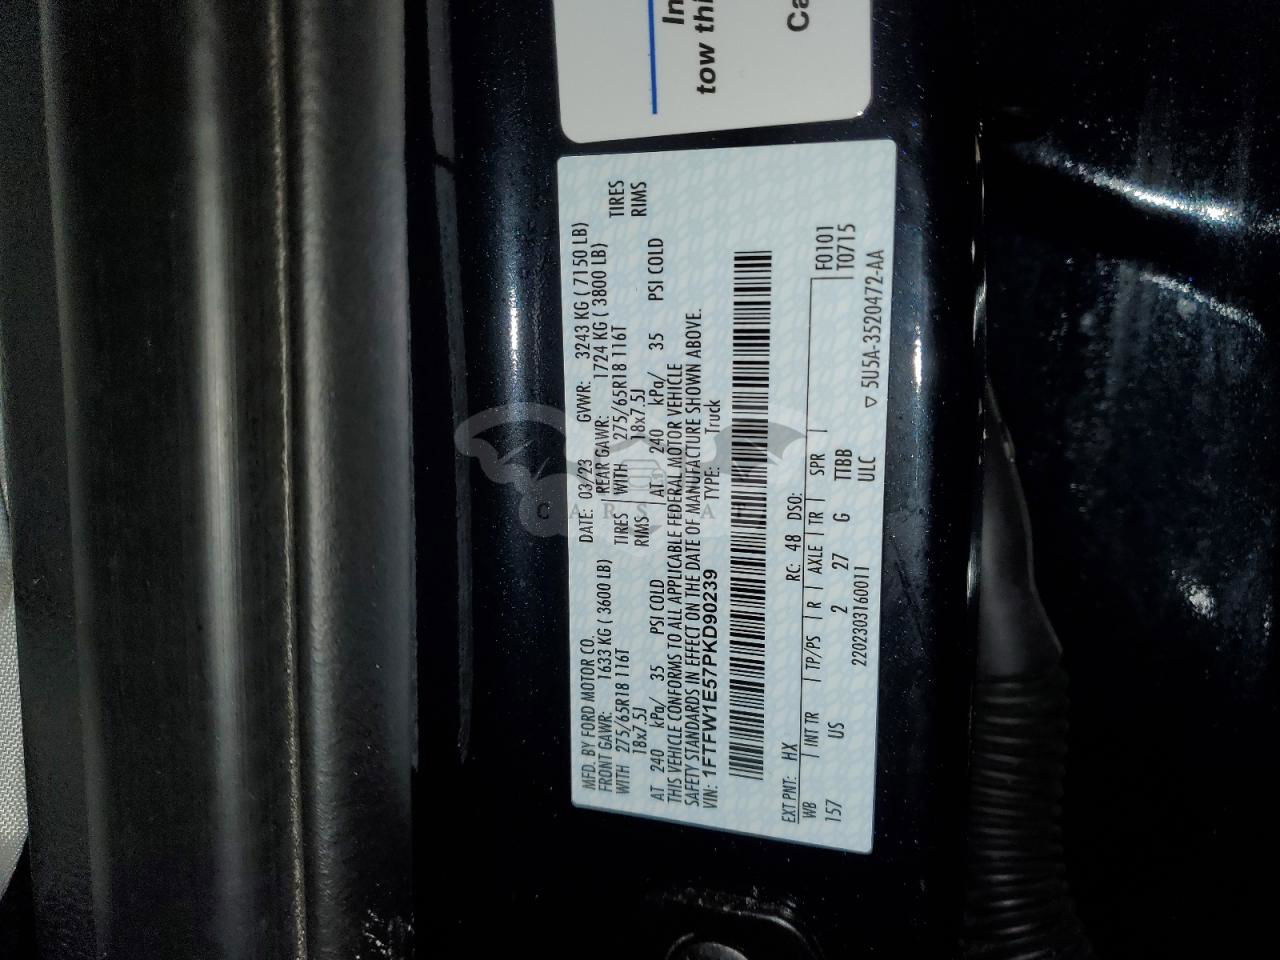 MFD. BY FORD MOTOR CO. DATE: 03/23 GVWR: 3243 KG ( 7150 LB)
FRONT GAWR: 1633 KG ( 3600 LB) REAR GAWR: 1724 KG ( 3800 LB)
WITH 275/65R18 116T TIRES WITH 275/65R18 116T TIRES
18x7.5J RIMS 18x7.5J RIMS
AT 240 kPa/ 35 PSI COLD AT 240 kPa/ 35 PSI COLD
THIS VEHICLE CONFORMS TO ALL APPLICABLE FEDERAL MOTOR VEHICLE
SAFETY STANDARDS IN EFFECT ON THE DATE OF MANUFACTURE SHOWN ABOVE.
VIN: 1FTFW1E57PKD90239 TYPE: Truck
EXT PNT: HX RC: 48 DSO:
WB INT TR TP/PS R AXLE TR SPR F0101
157 US 2 27 G T0715
2202303160011 TTBB
ULC ▽ 5U5A-3520472-AA
In
tow thi
Ca